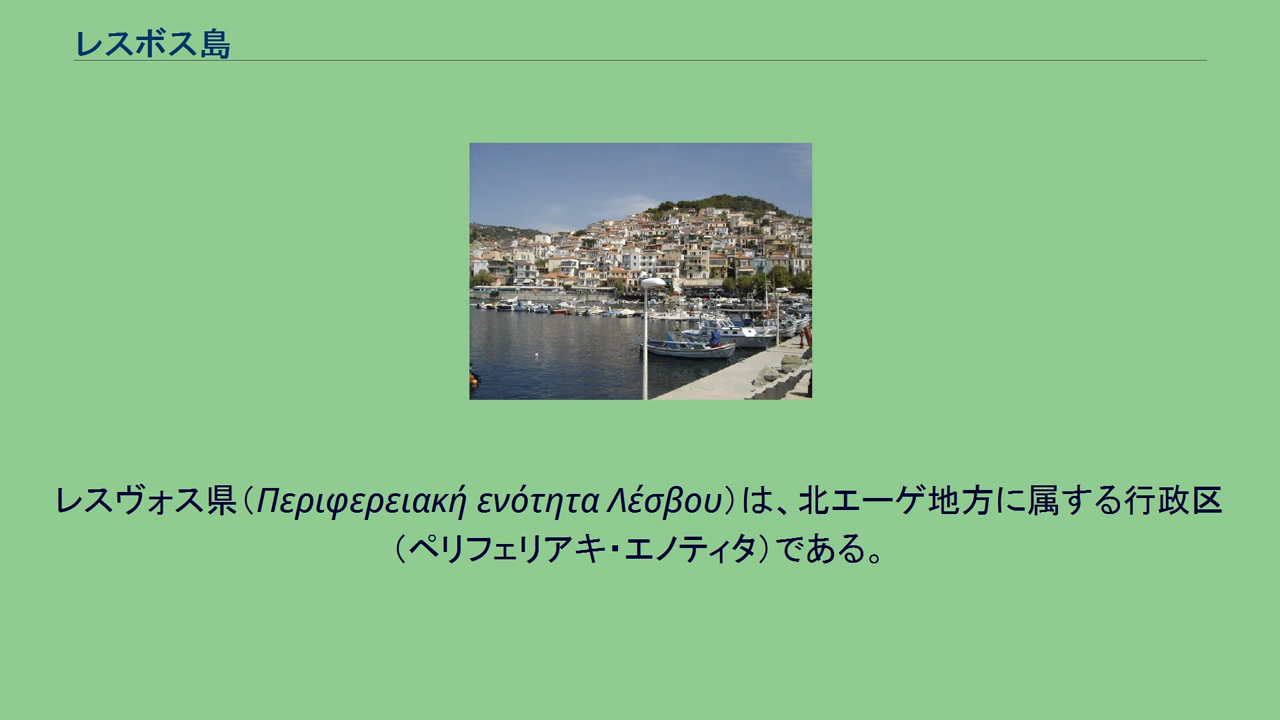 レスボス島
レスヴォス県（Περιφερειακή ενότητα Λέσβου）は、北エーゲ地方に属する行政区
（ペリフェリアキ・エノティタ）である。